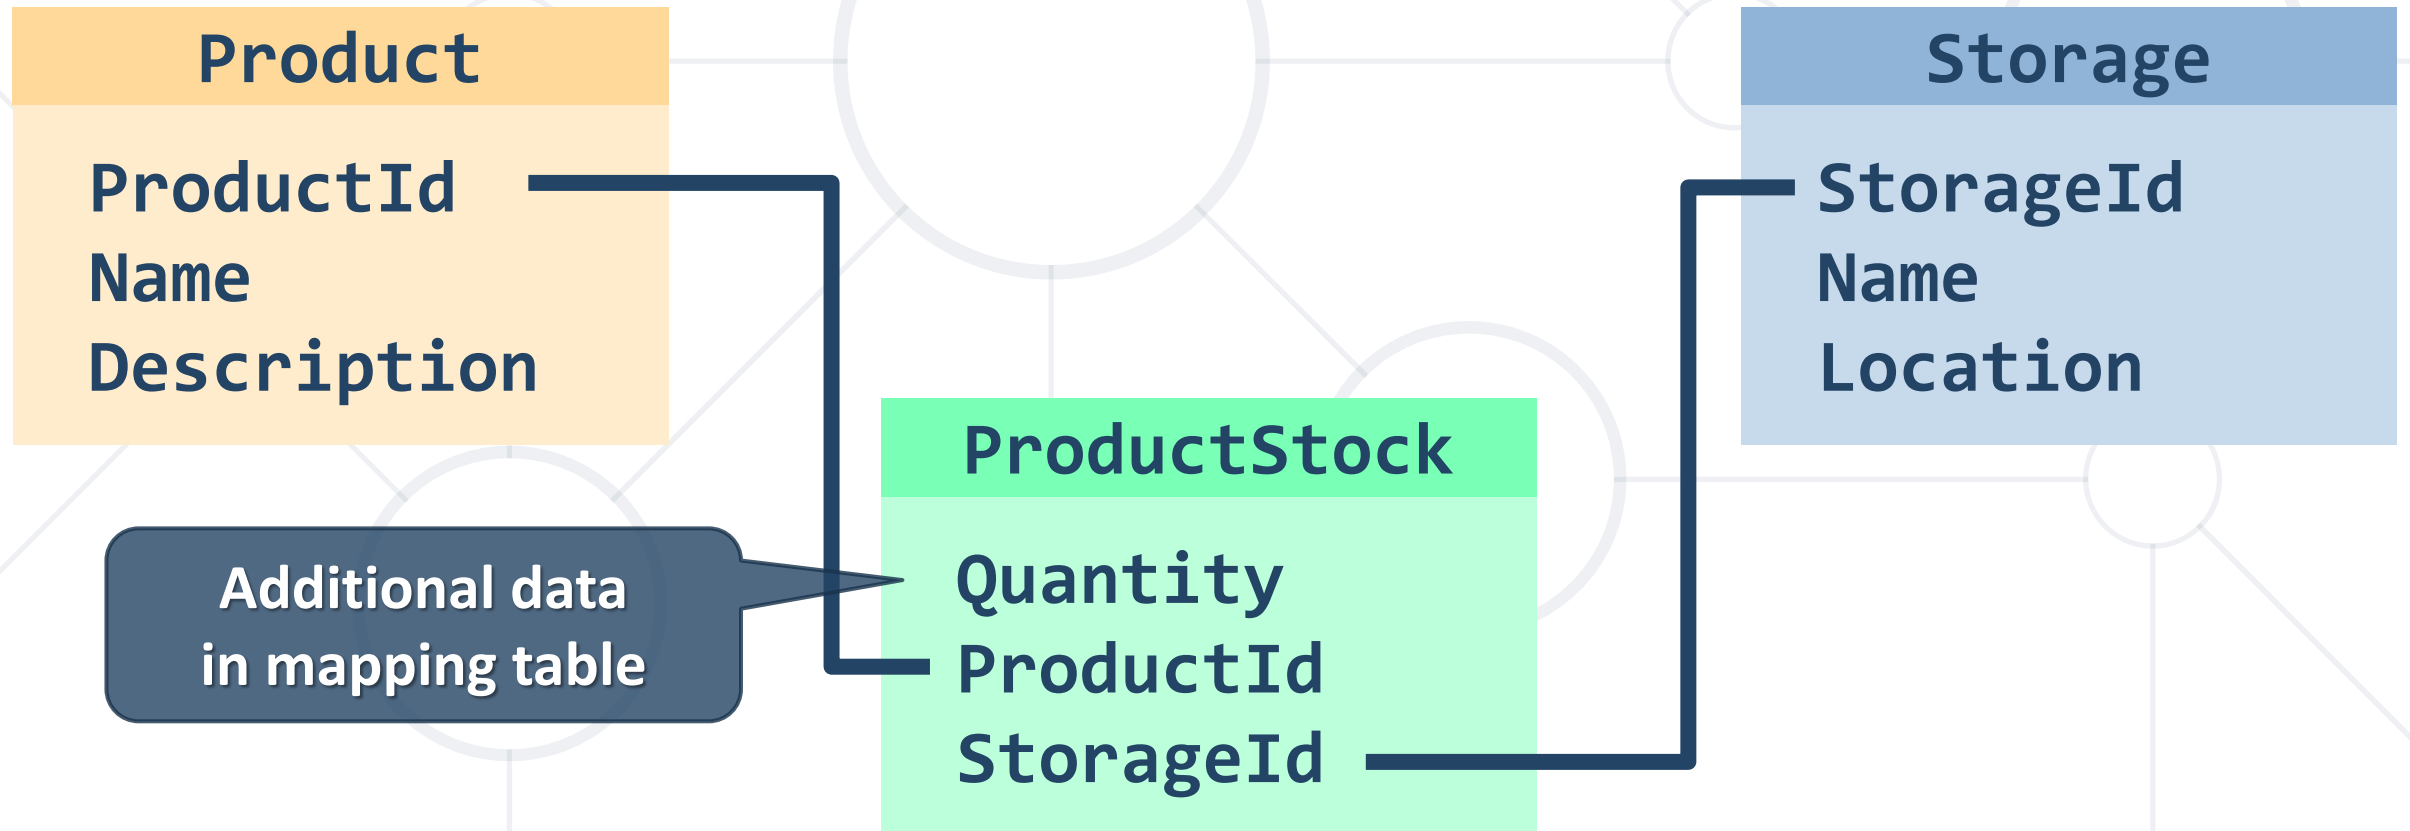 Product
ProductId
Name
Description
Storage
StorageId
Name
Location
ProductStock
Quantity
ProductId
StorageId
Additional data
in mapping table